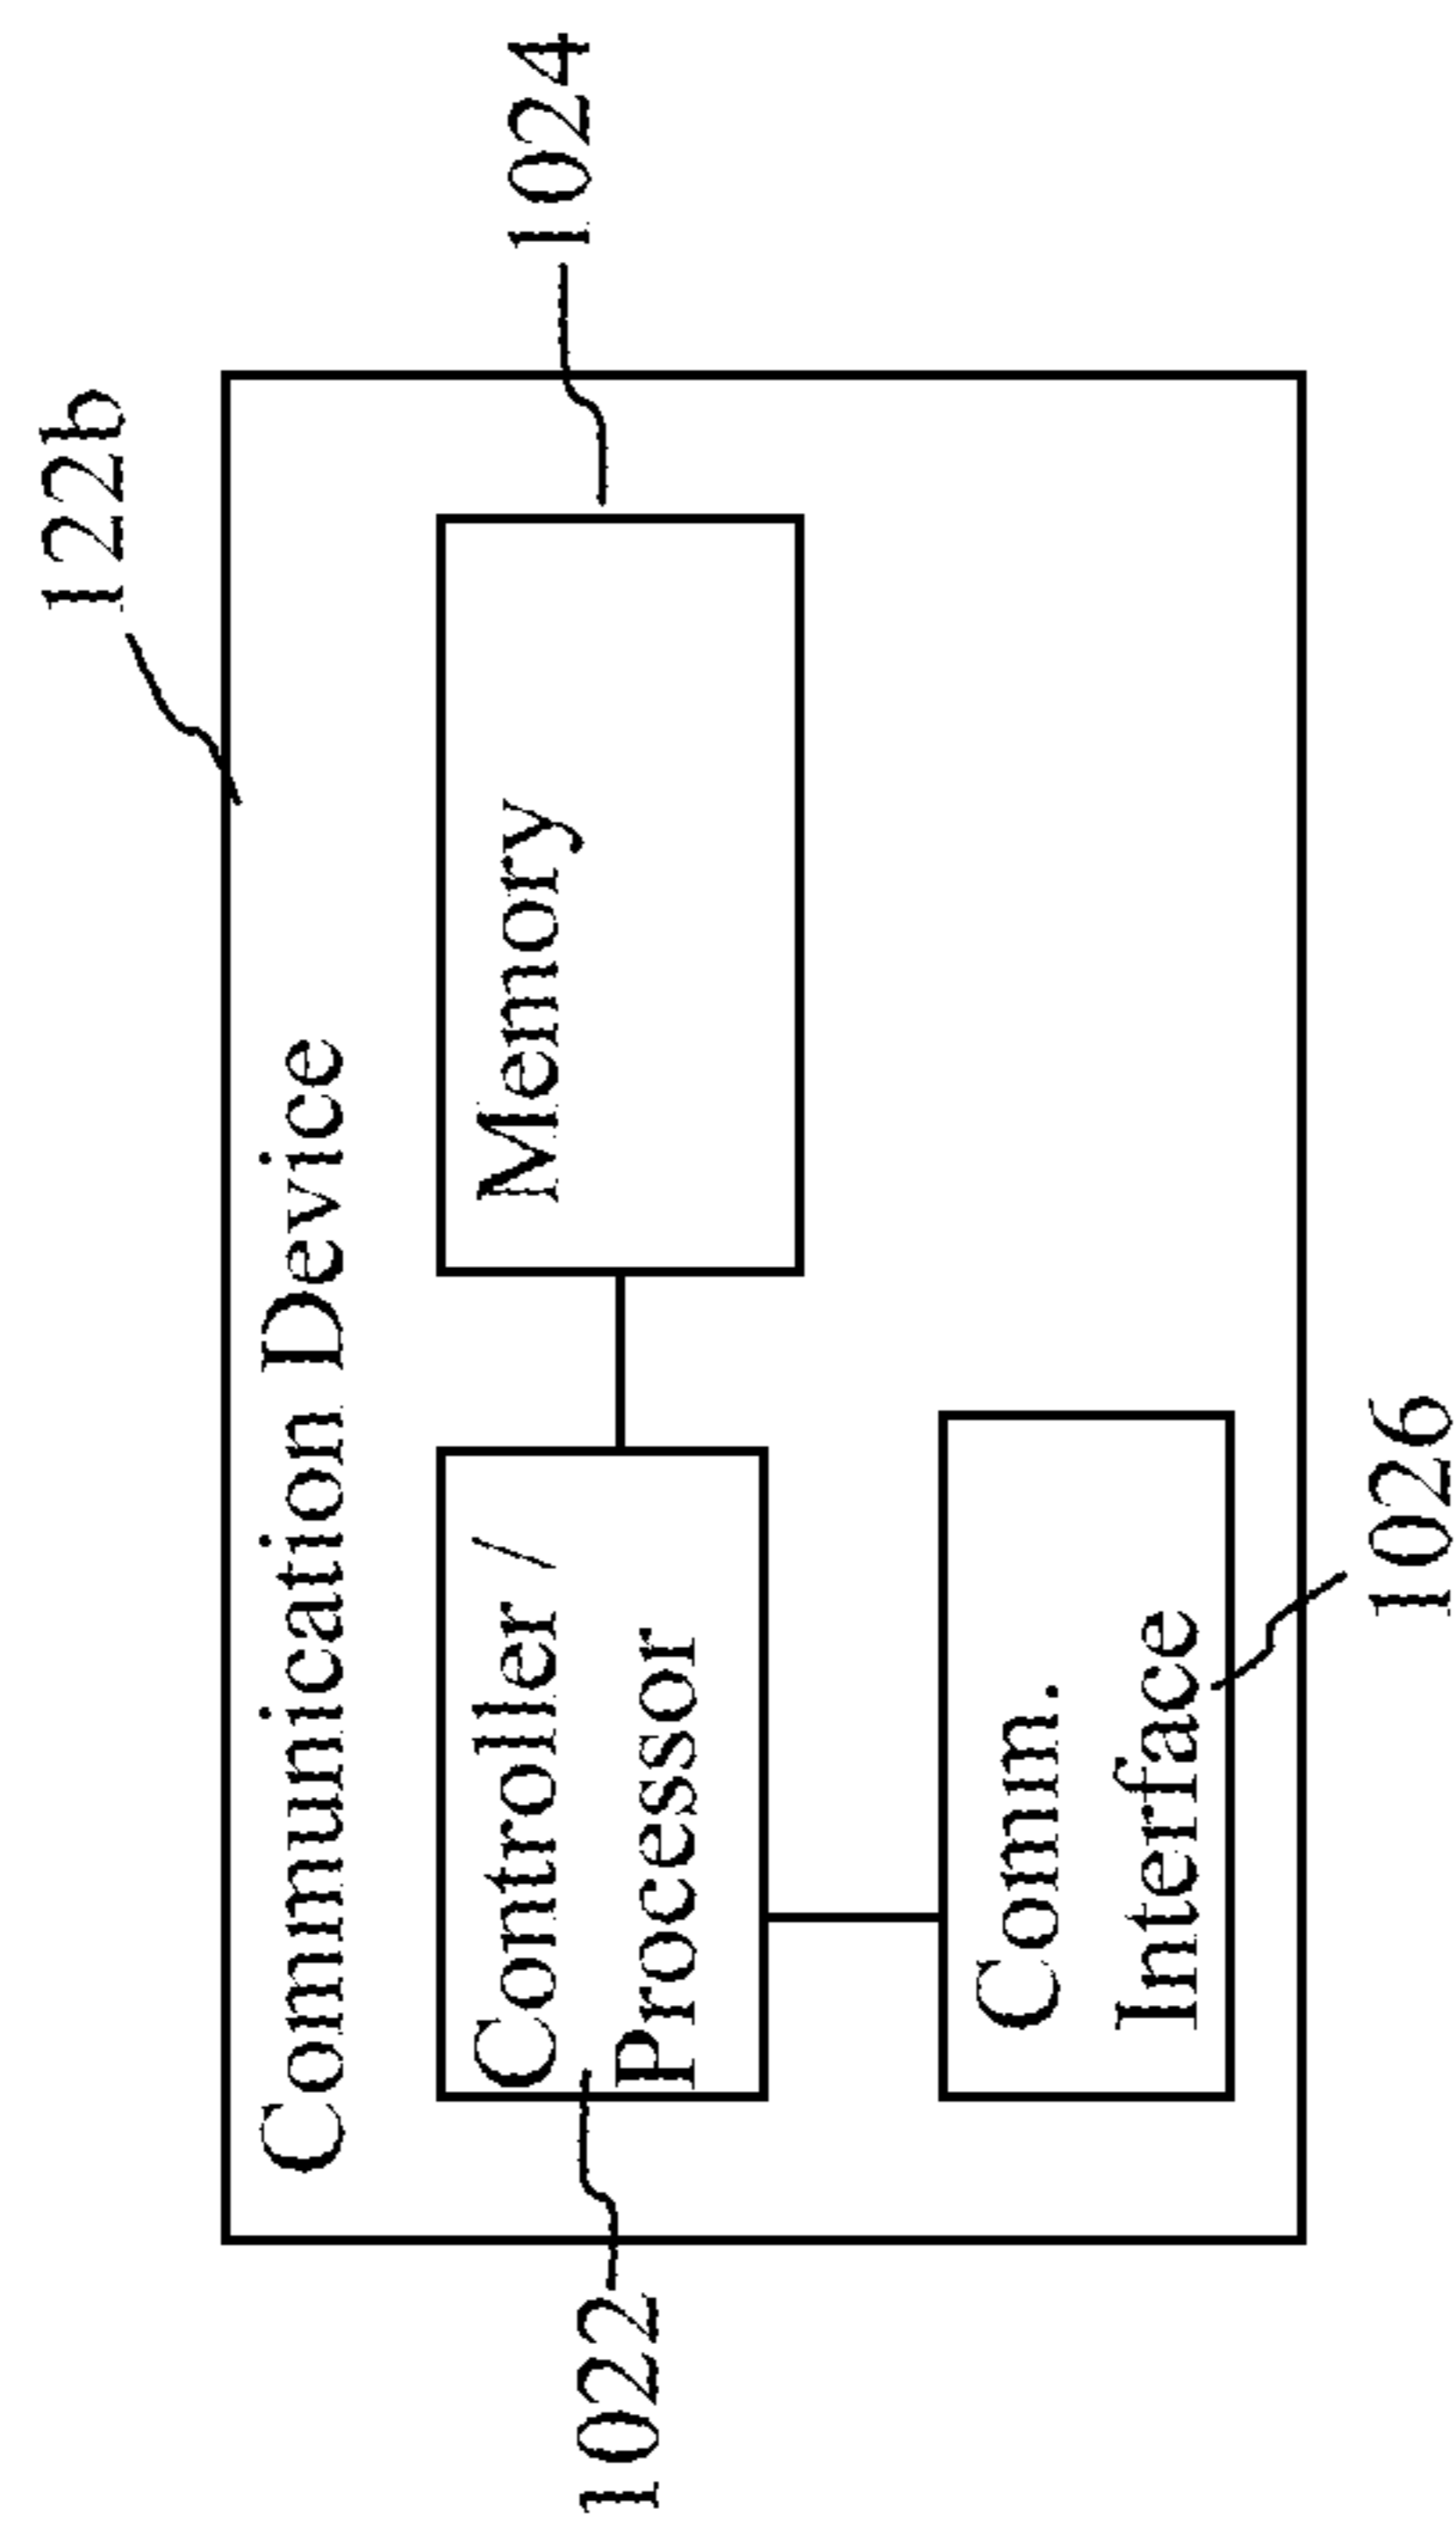 122b
Communication Device
Controller /
Processor
Memory
1024
1022
Comm.
Interface
1026